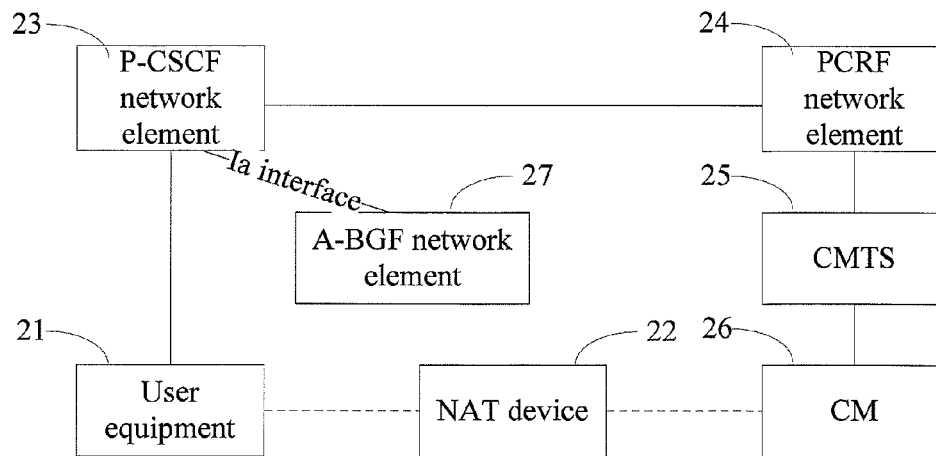 23
24
P-CSCF
network
element
PCRF
network
element
Ia interface
27
25
A-BGF network
element
CMTS
21
22
26
User
equipment
NAT device
CM